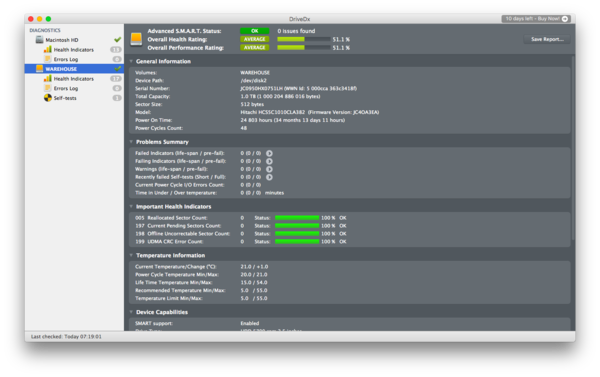 DriveDx
10 days left - Buy Now!
DIAGNOSTICS
Macintosh HD
Health Indicators
Errors Log
WAREHOUSE
Health Indicators
Errors Log
Self-tests
Advanced S.M.A.R.T. Status: OK 0 issues found
Overall Health Rating: AVERAGE 51.1 %
Overall Performance Rating: AVERAGE 51.1 %
Save Report...
General Information
Volumes: WAREHOUSE
Device Path: /dev/disk2
Serial Number:
Total Capacity: 1.0 TB (1 000 204 886 016 bytes)
Sector Size: 512 bytes
Model: Hitachi HCS5C1010CLA382 (Firmware Version: JC4OA3EA)
Power On Time: 24 803 hours (34 months 13 days 11 hours)
Power Cycles Count: 48
Problems Summary
Failed Indicators (life-span / pre-fail): 0 (0 / 0)
Failing Indicators (life-span / pre-fail): 0 (0 / 0)
Warnings (life-span / pre-fail): 0 (0 / 0)
Recently failed Self-tests (Short / Full): 0 (0 / 0)
Current Power Cycle I/O Errors Count: 0 (0 / 0)
Time in Under / Over temperature: 0 (0 / 0) minutes
Important Health Indicators
005 Reallocated Sector Count: 0 Status: 100 % OK
197 Current Pending Sectors Count: 0 Status: 100 % OK
198 Offline Uncorrectable Sector Count: 0 Status: 100 % OK
199 UDMA CRC Error Count: 0 Status: 100 % OK
Temperature Information
Current Temperature/Change (°C): 21.0 / +1.0
Power Cycle Temperature Min/Max: 20.0 / 21.0
Life Time Temperature Min/Max: 15.0 / 54.0
Recommended Temperature Min/Max: 5.0 / 55.0
Temperature Limit Min/Max: 5.0 / 55.0
Device Capabilities
SMART support: Enabled
Last checked: Today 07:19:01